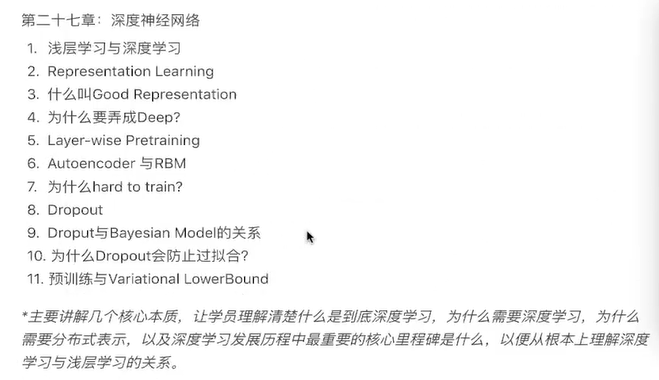 第二十七章：深度神经网络
1. 浅层学习与深度学习
2. Representation Learning
3. 什么叫Good Representation
4. 为什么要弄成Deep?
5. Layer-wise Pretraining
6. Autoencoder 与RBM
7. 为什么hard to train?
8. Dropout
9. Droput与Bayesian Model的关系
10. 为什么Dropout会防止过拟合?
11. 预训练与Variational LowerBound
*主要讲解几个核心本质，让学员理解清楚什么是到底深度学习，为什么需要深度学习，为什么
需要分布式表示，以及深度学习发展历程中最重要的核心里程碑是什么，以便从根本上理解深度
学习与浅层学习的关系。